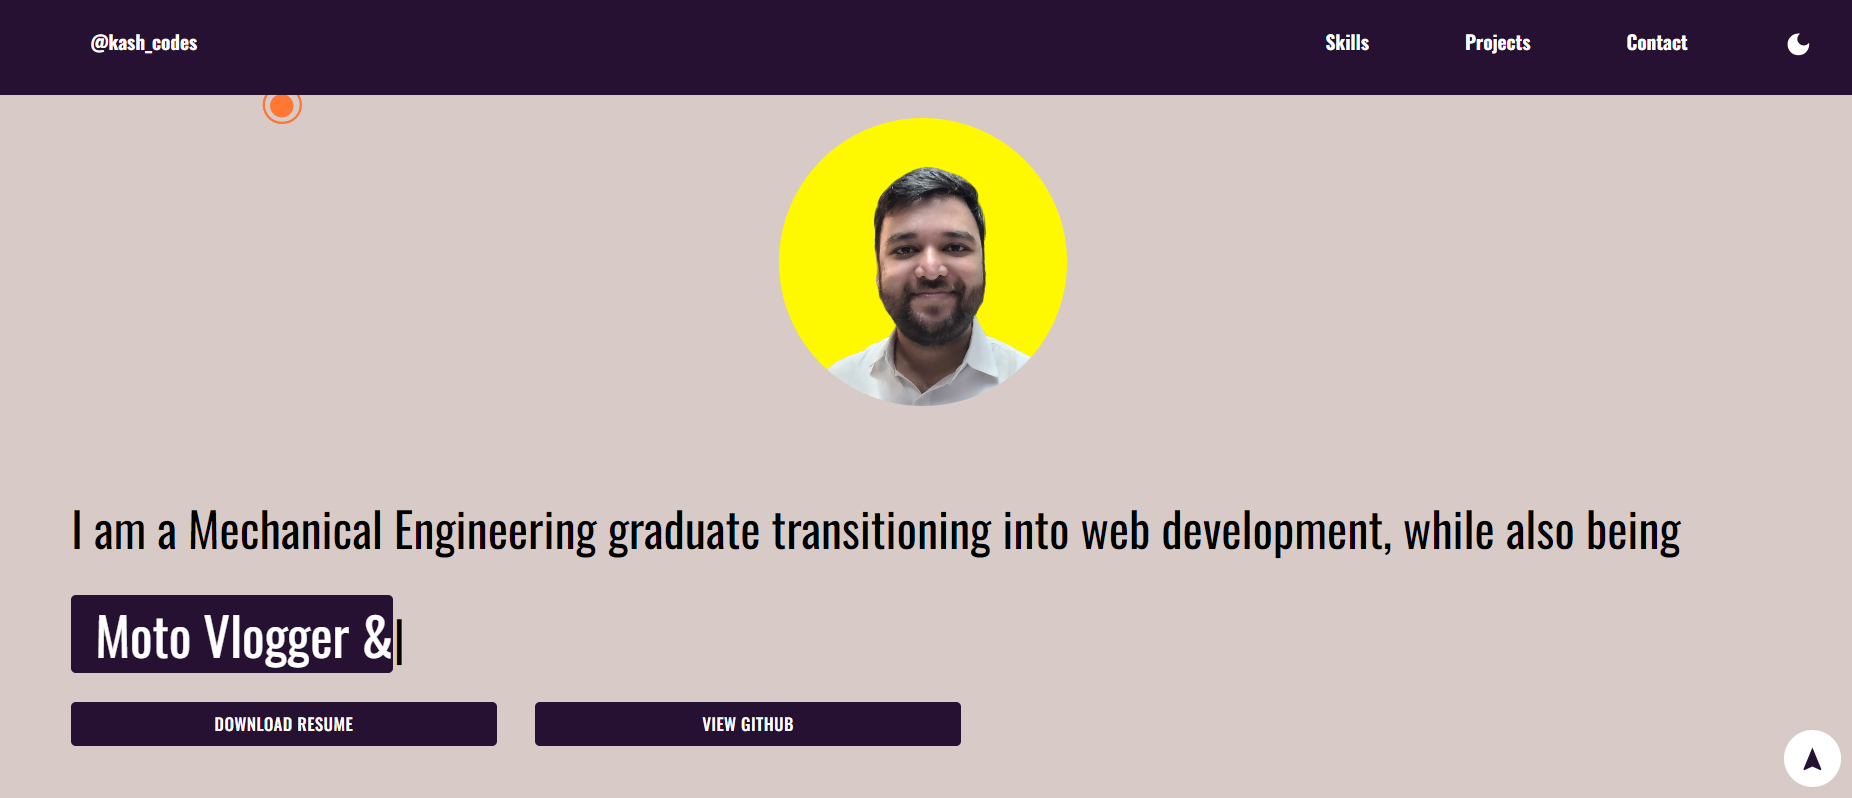 @kash_codes Skills Projects Contact
I am a Mechanical Engineering graduate transitioning into web development, while also being
Moto Vlogger &|
DOWNLOAD RESUME VIEW GITHUB